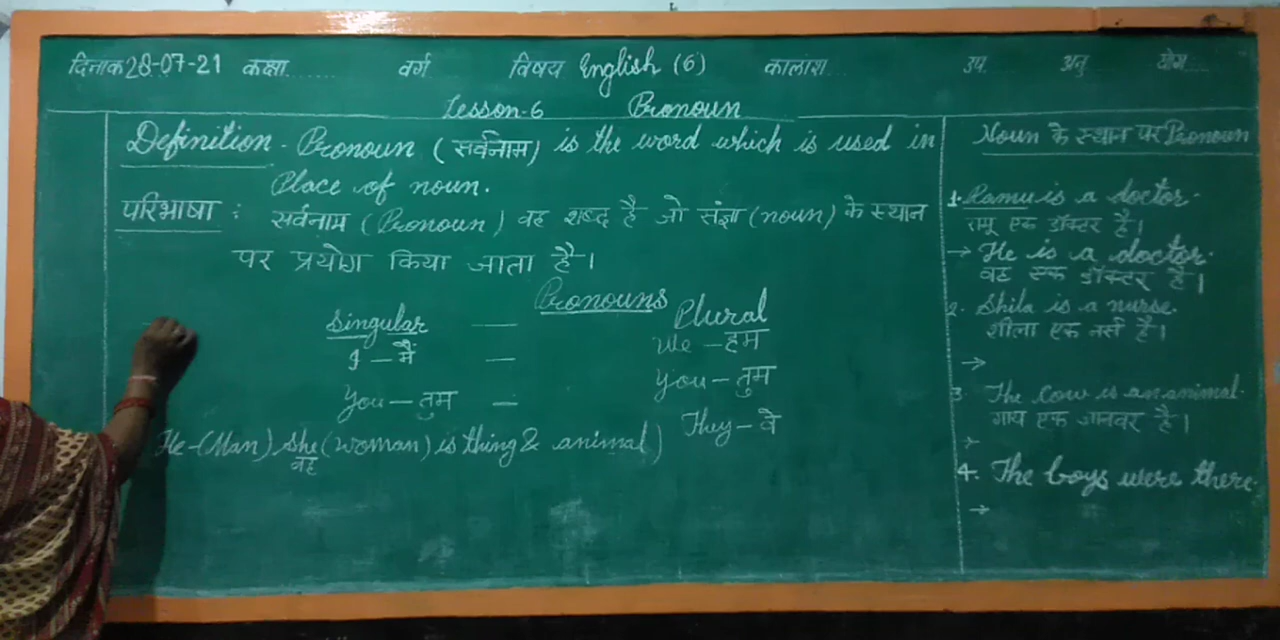 दिनाक 28-07-21 कक्षा...... वर्ग विषय English (6) कालांश... उप. अनु योग...
Lesson-6 Pronoun
Definition - Pronoun (सर्वनाम) is the word which is used in
Place of noun.
परिभाषा : सर्वनाम (Pronoun) वह शब्द है जो संज्ञा (noun) के स्थान
पर प्रयोग किया जाता है।
Pronouns
Singular — Plural
I – मैं — We – हम
You – तुम — You – तुम
He-(Man) she (woman) is thing & animal) They – वे
वह
Noun के स्थान पर Pronoun
1. Ramu is a doctor.
रामू एक डॉक्टर है।
→ He is a doctor.
वह एक डॉक्टर है।
2. Shila is a nurse.
शीला एक नर्स है।
→
3. The Cow is an animal.
गाय एक जानवर है।
→
4. The boys were there.
→